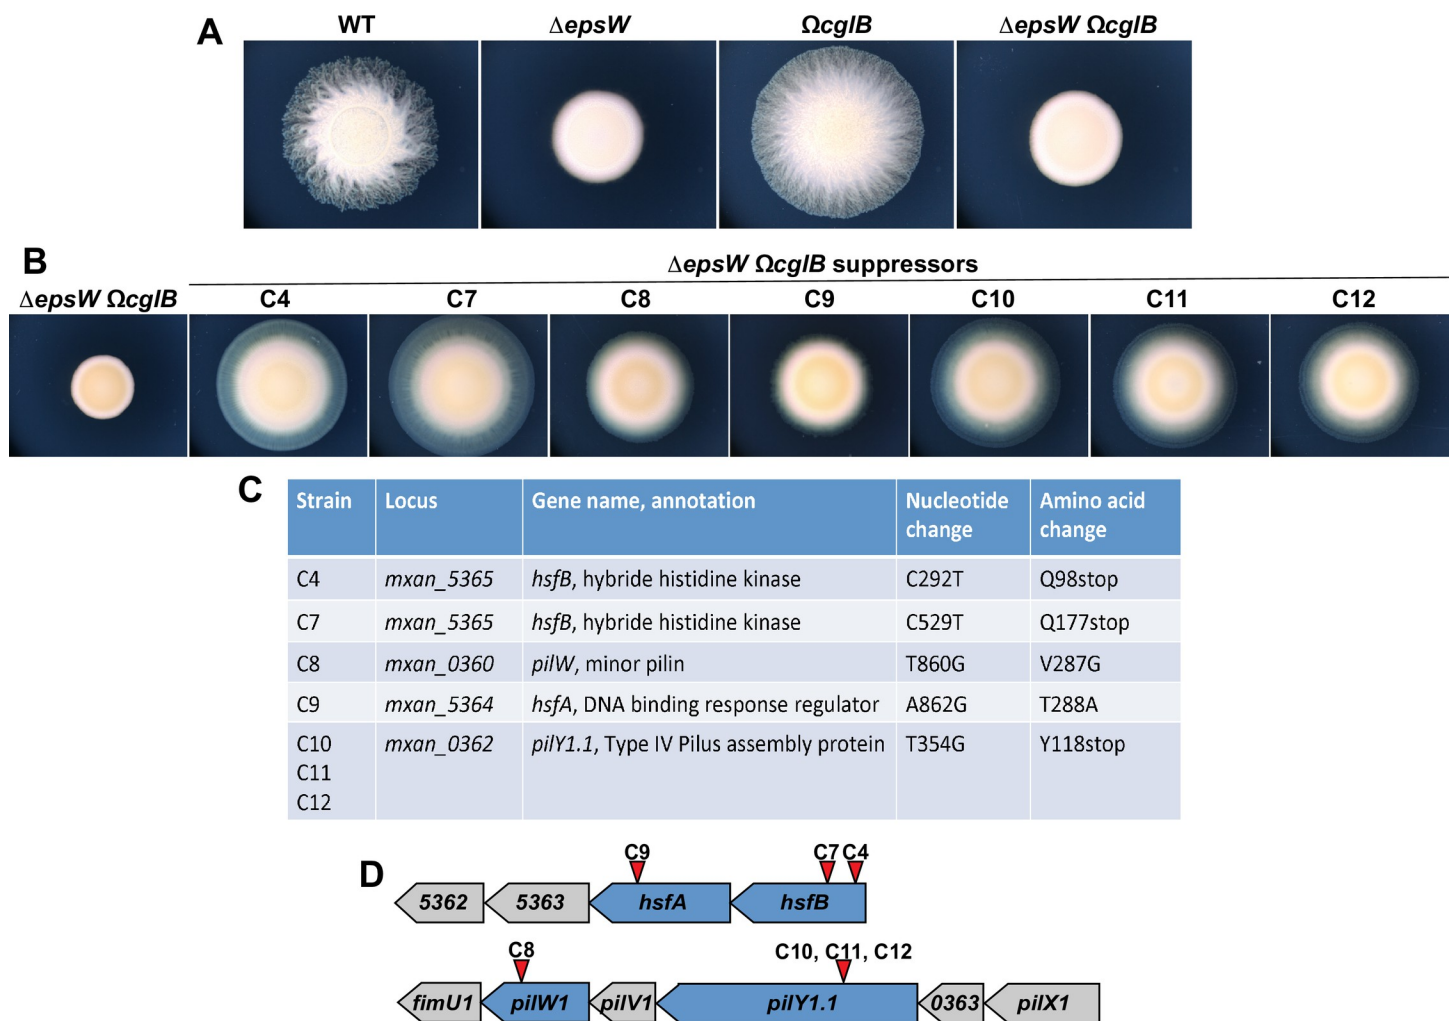 A
WT ΔepsW ΩcglB ΔepsW ΩcglB
B
ΔepsW ΩcglB suppressors
ΔepsW ΩcglB C4 C7 C8 C9 C10 C11 C12
C
Strain Locus Gene name, annotation Nucleotide change Amino acid change
C4 mxan_5365 hsfB, hybride histidine kinase C292T Q98stop
C7 mxan_5365 hsfB, hybride histidine kinase C529T Q177stop
C8 mxan_0360 pilW, minor pilin T860G V287G
C9 mxan_5364 hsfA, DNA binding response regulator A862G T288A
C10 mxan_0362 pilY1.1, Type IV Pilus assembly protein T354G Y118stop
C11
C12
D
C9 C7 C4
5362 5363 hsfA hsfB
C8 C10, C11, C12
fimU1 pilW1 pilV1 pilY1.1 0363 pilX1